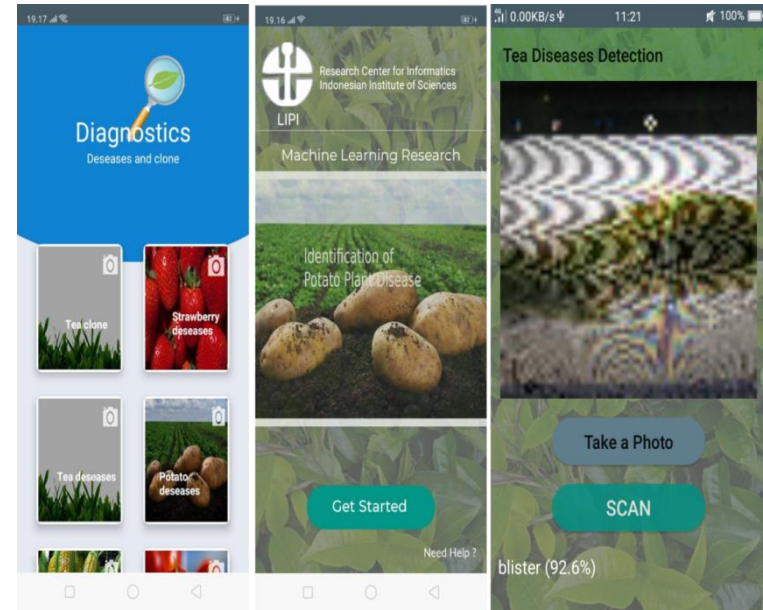 19.17
Diagnostics
Deseases and clone
Tea clone
Strawberry
deseases
Tea deseases
Potato
deseases
19.16
LIPI
Research Center for Informatics
Indonesian Institute of Sciences
Machine Learning Research
Identification of
Potato Plant Disease
Get Started
Need Help ?
0.00KB/s
11:21
100%
Tea Diseases Detection
Take a Photo
SCAN
blister (92.6%)